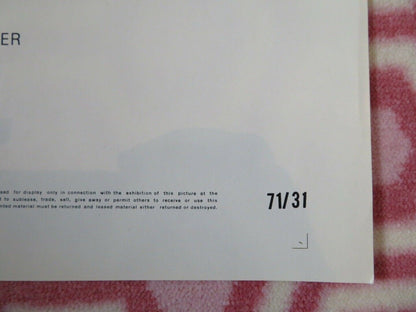 ER
sed for display only in connection with the exhibition of this picture at the
t to sublease, trade, sell, give away or permit others to receive or use this
nted material must be returned and leased material either returned or destroyed.
71/31